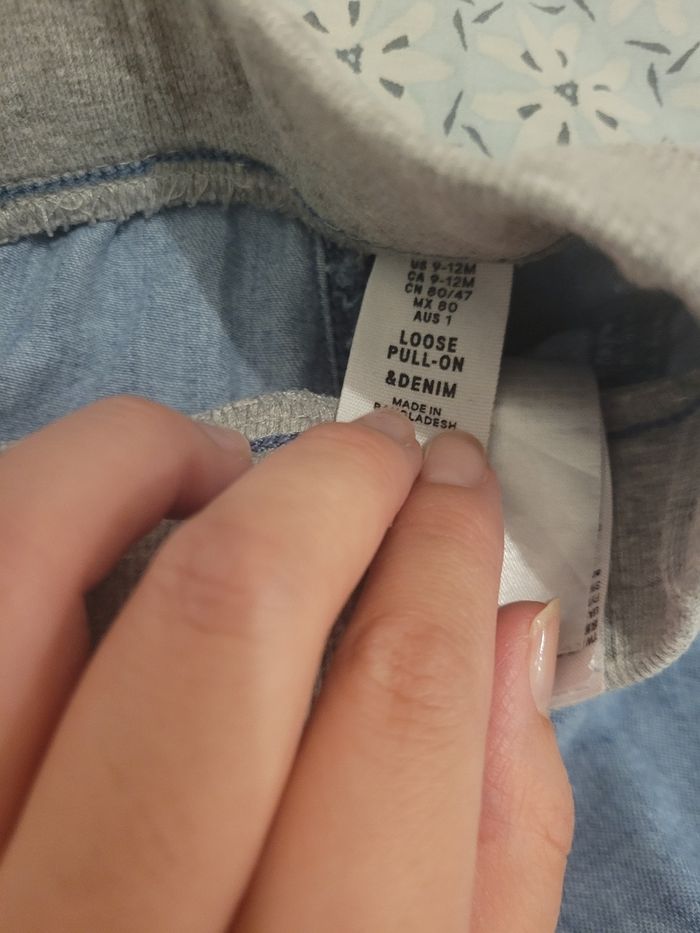 US 9-12M
CA 9-12M
CN 80/47
MX 80
AUS 1
LOOSE
PULL-ON
&DENIM
MADE IN
BANGLADESH